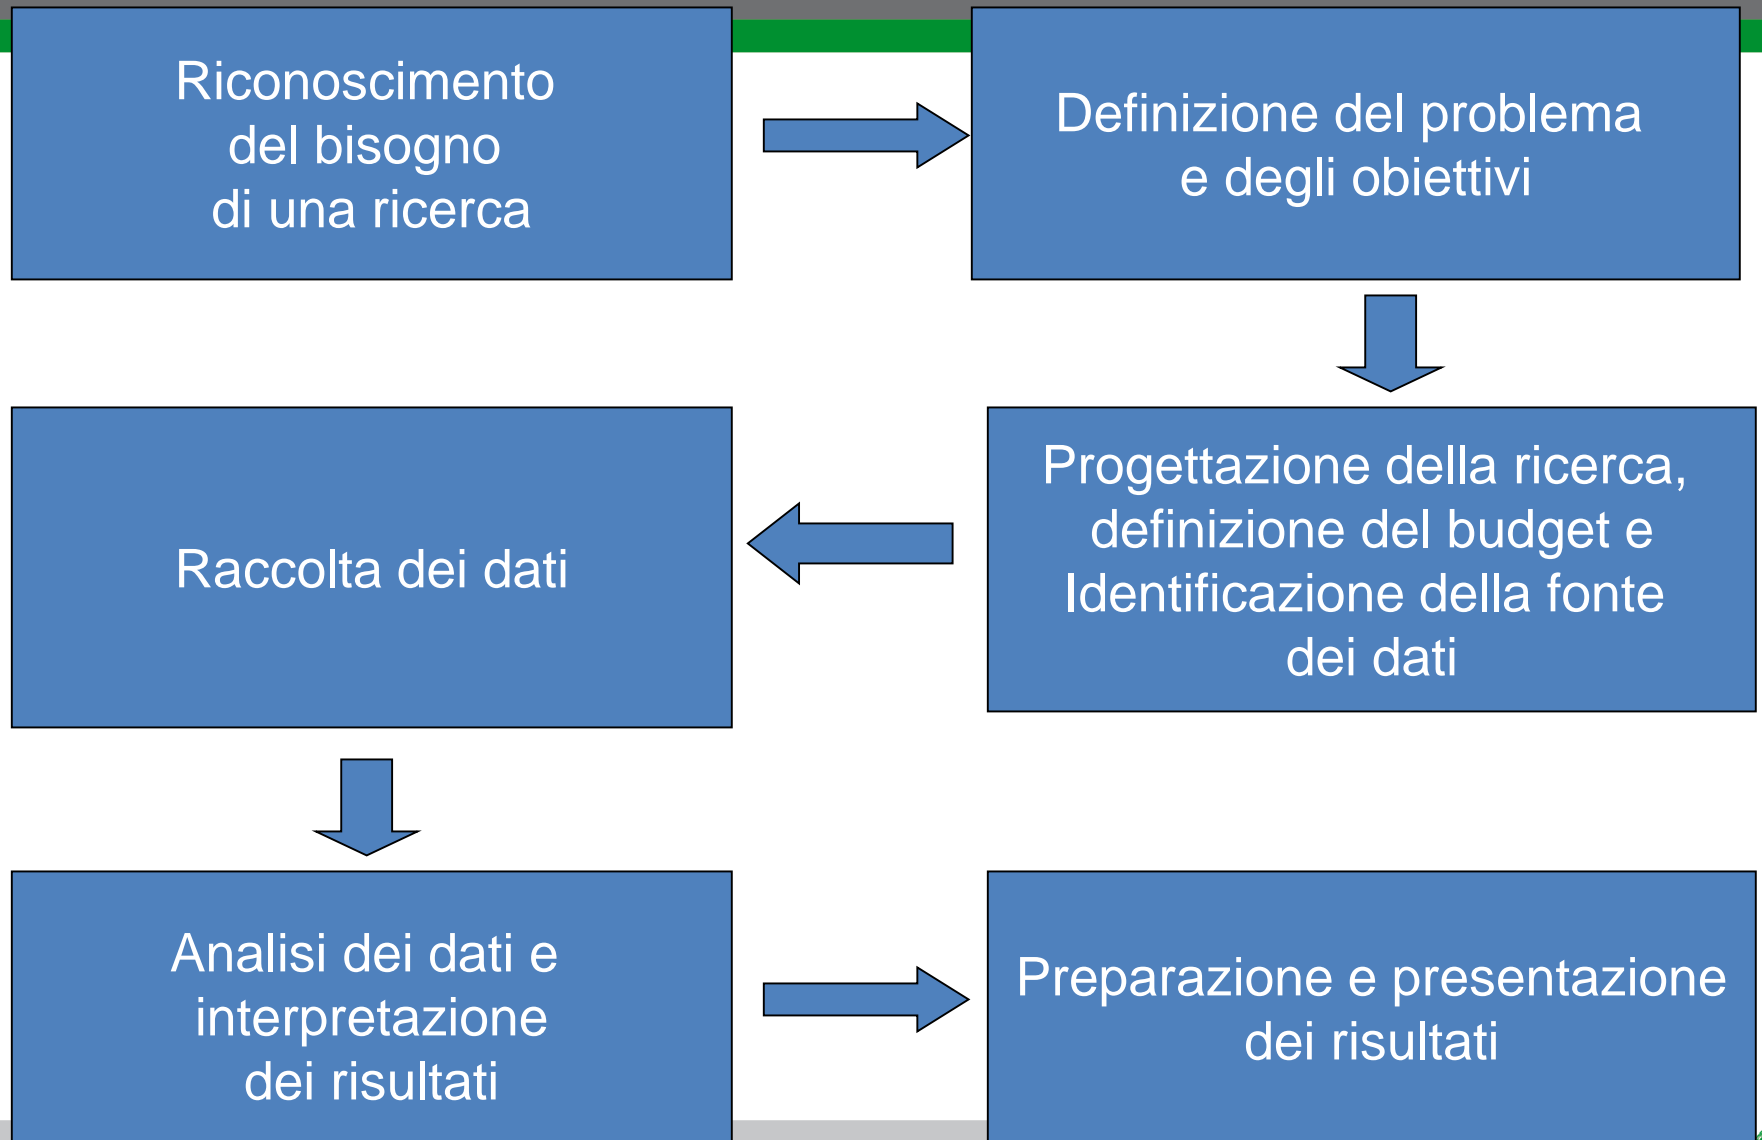 Riconoscimento
del bisogno
di una ricerca
Definizione del problema
e degli obiettivi
Progettazione della ricerca,
definizione del budget e
Identificazione della fonte
dei dati
Raccolta dei dati
Analisi dei dati e
interpretazione
dei risultati
Preparazione e presentazione
dei risultati